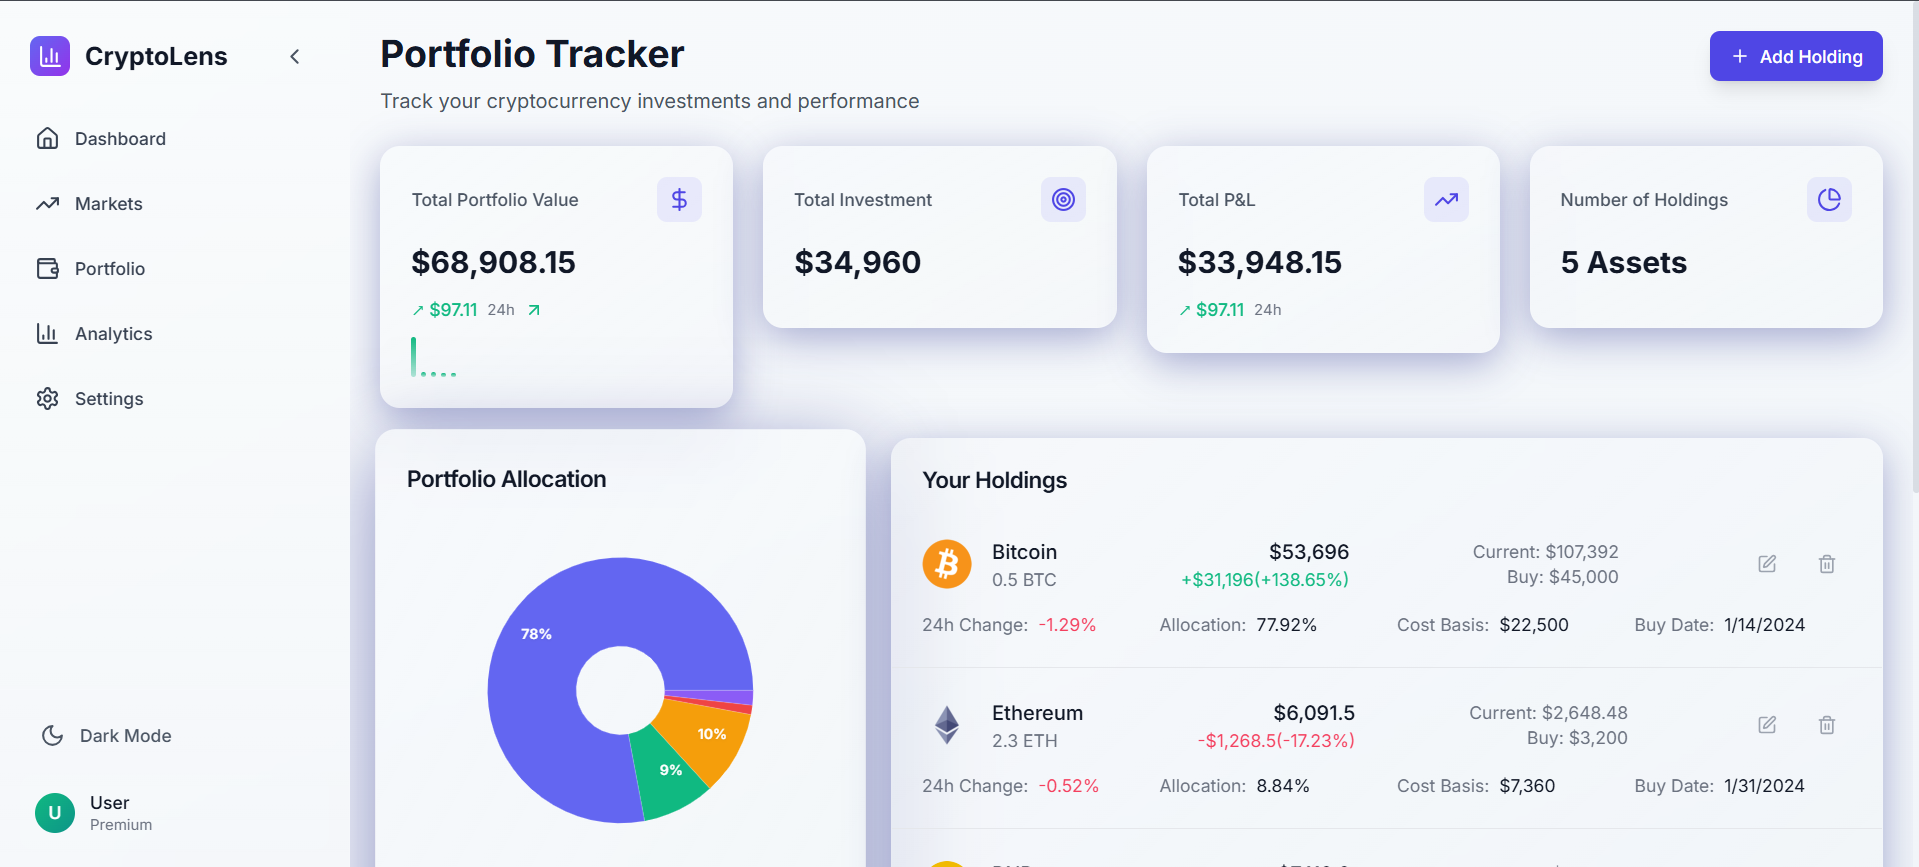 CryptoLens
Dashboard
Markets
Portfolio
Analytics
Settings
Dark Mode
U
User
Premium
Portfolio Tracker
Track your cryptocurrency investments and performance
Add Holding
Total Portfolio Value
$68,908.15
$97.11 24h
Total Investment
$34,960
Total P&L
$33,948.15
$97.11 24h
Number of Holdings
5 Assets
Portfolio Allocation
78%
10%
9%
Your Holdings
Bitcoin
0.5 BTC
$53,696
+$31,196(+138.65%)
Current: $107,392
Buy: $45,000
24h Change: -1.29%
Allocation: 77.92%
Cost Basis: $22,500
Buy Date: 1/14/2024
Ethereum
2.3 ETH
$6,091.5
-$1,268.5(-17.23%)
Current: $2,648.48
Buy: $3,200
24h Change: -0.52%
Allocation: 8.84%
Cost Basis: $7,360
Buy Date: 1/31/2024